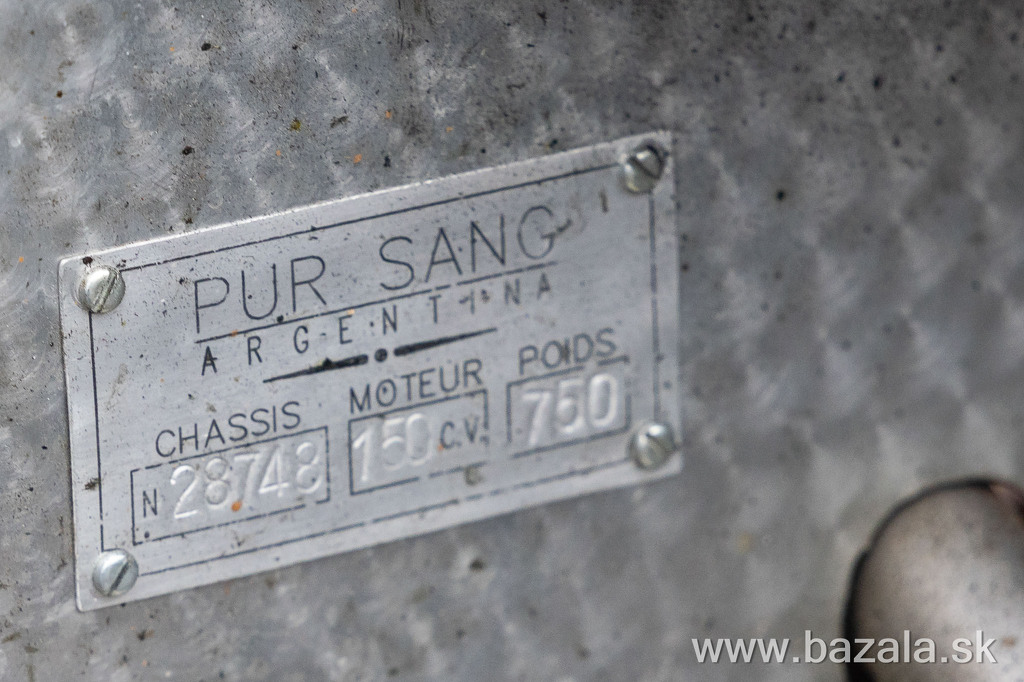 PUR SANG
ARGENTINA
CHASSIS MOTEUR POIDS
N 28748 150 C.V. 750
www.bazala.sk